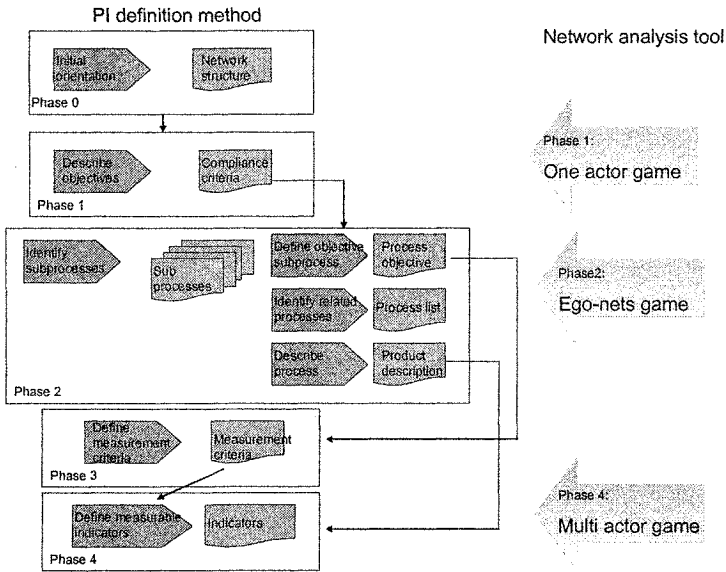 PI definition method
Network analysis tool
Initial
orientation
Network
structure
Phase 0
Describe
objectives
Compliance
criteria
Phase 1
Phase 1:
One actor game
Identify
subprocesses
Sub
processes
Define objective
subprocess
Process
objective
Identify related
processes
Process list
Describe
process
Product
description
Phase 2
Phase2:
Ego-nets game
Define
measurement
criteria
Measurement
criteria
Phase 3
Define measurable
indicators
Indicators
Phase 4
Phase 4:
Multi actor game